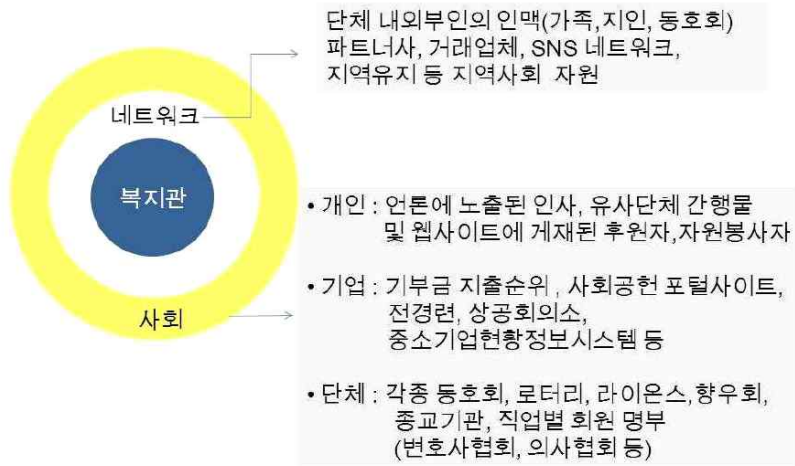 단체 내외부인의 인맥(가족,지인, 동호회)
파트너사, 거래업체, SNS 네트워크,
지역유지 등 지역사회 자원
네트워크
복지관
사회
• 개인 : 언론에 노출된 인사, 유사단체 간행물
및 웹사이트에 게재된 후원자,자원봉사자
• 기업 : 기부금 지출순위 , 사회공헌 포털사이트,
전경련, 상공회의소,
중소기업현황정보시스템 등
• 단체 : 각종 동호회, 로터리, 라이온스,향우회,
종교기관, 직업별 회원 명부
(변호사협회, 의사협회 등)